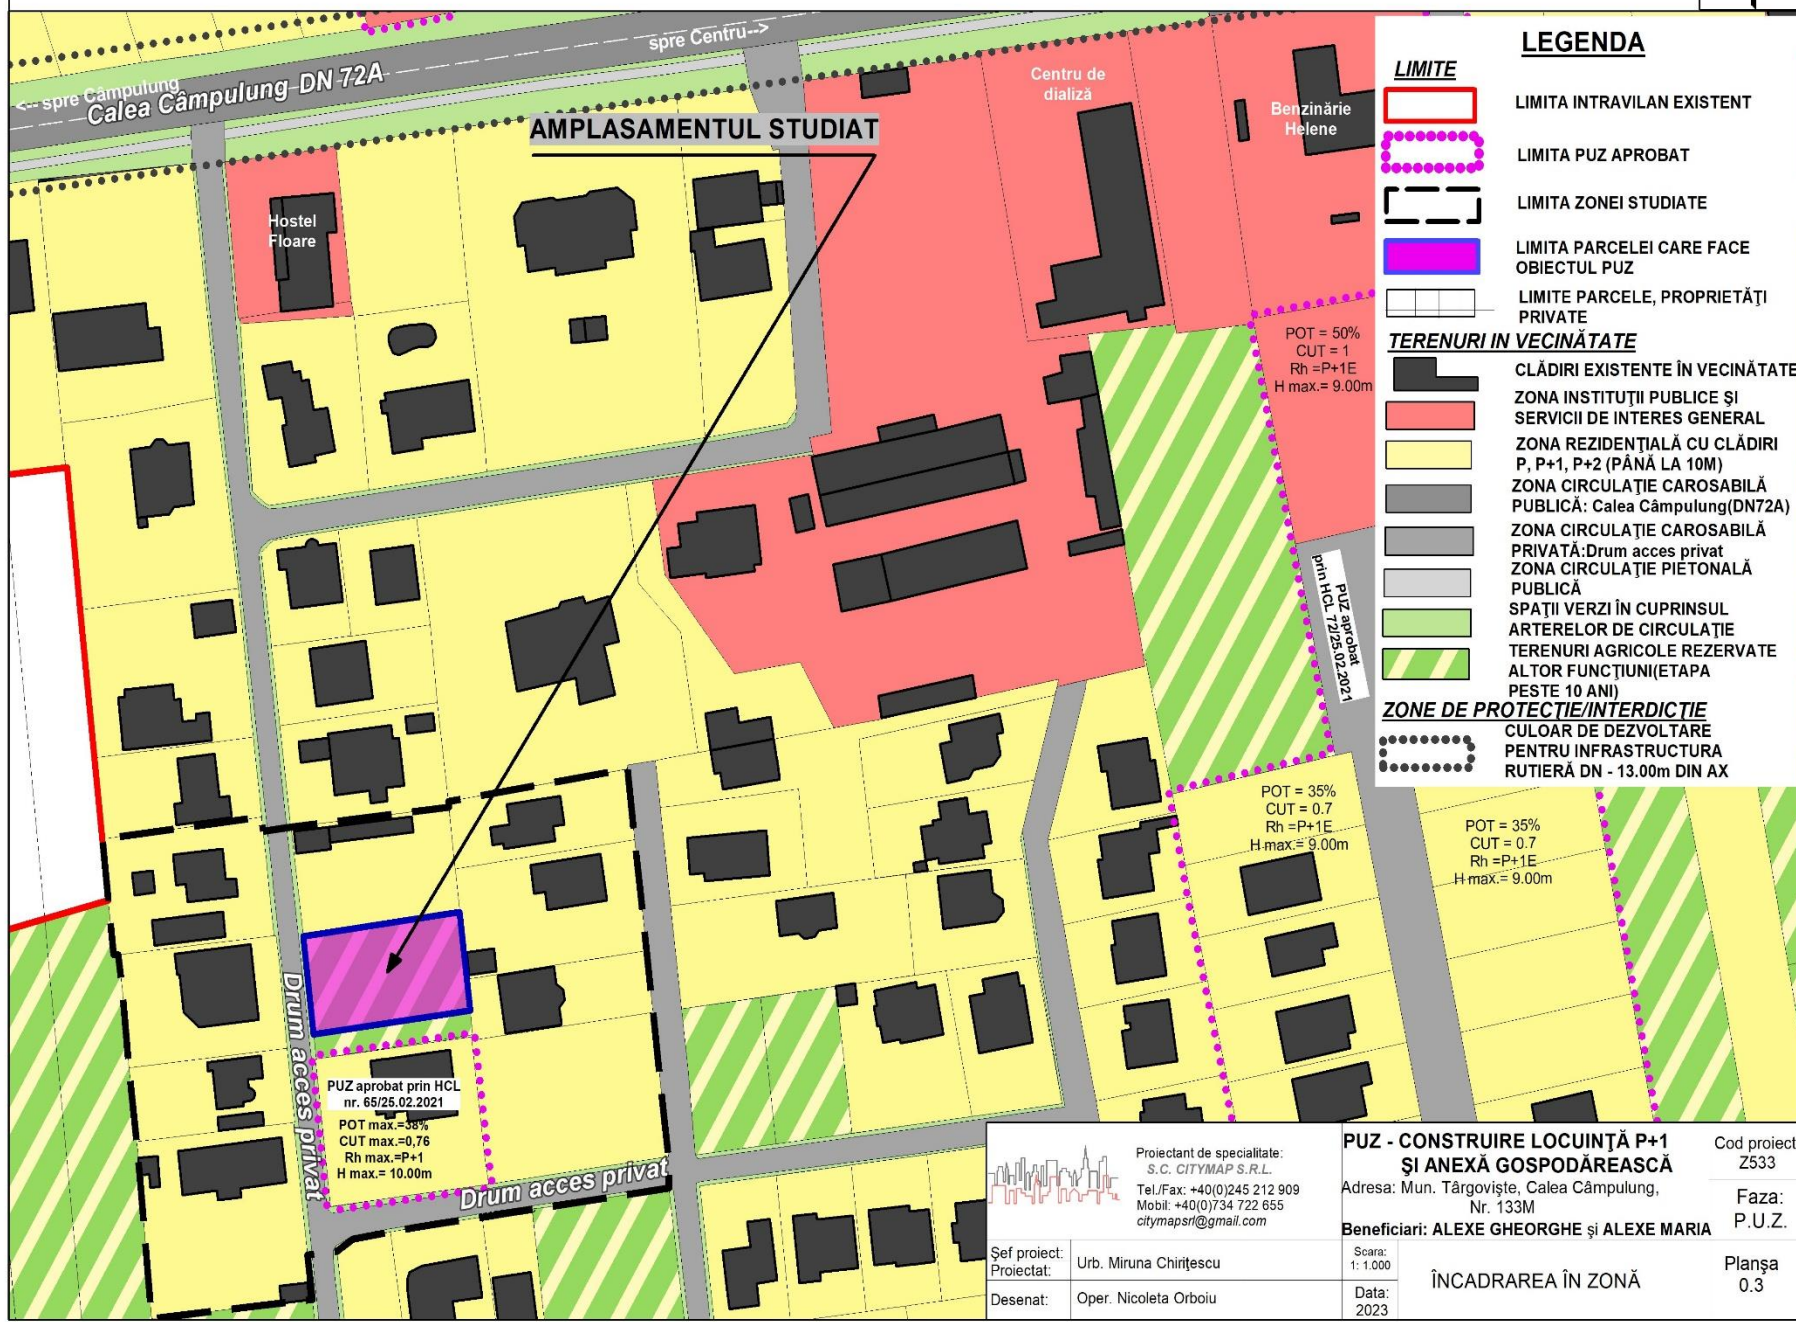 spre Centru-->
<-- spre Câmpulung
Calea Câmpulung DN 72A
AMPLASAMENTUL STUDIAT
Centru de
dializă
Benzinărie
Helene
Hostel
Floare
POT = 50%
CUT = 1
Rh =P+1E
H max.= 9.00m
PUZ aprobat
prin HCL 72/25.02.2021
POT = 35%
CUT = 0.7
Rh =P+1E
H max.= 9.00m
POT = 35%
CUT = 0.7
Rh =P+1E
H max.= 9.00m
Drum acces privat
PUZ aprobat prin HCL
nr. 65/25.02.2021
POT max.=38%
CUT max.=0,76
Rh max.=P+1
H max.= 10.00m
Drum acces privat
LEGENDA
LIMITE
LIMITA INTRAVILAN EXISTENT
LIMITA PUZ APROBAT
LIMITA ZONEI STUDIATE
LIMITA PARCELEI CARE FACE
OBIECTUL PUZ
LIMITE PARCELE, PROPRIETĂŢI
PRIVATE
TERENURI IN VECINĂTATE
CLĂDIRI EXISTENTE ÎN VECINĂTATE
ZONA INSTITUŢII PUBLICE ŞI
SERVICII DE INTERES GENERAL
ZONA REZIDENŢIALĂ CU CLĂDIRI
P, P+1, P+2 (PÂNĂ LA 10M)
ZONA CIRCULAŢIE CAROSABILĂ
PUBLICĂ: Calea Câmpulung(DN72A)
ZONA CIRCULAŢIE CAROSABILĂ
PRIVATĂ:Drum acces privat
ZONA CIRCULAŢIE PIETONALĂ
PUBLICĂ
SPAŢII VERZI ÎN CUPRINSUL
ARTERELOR DE CIRCULAŢIE
TERENURI AGRICOLE REZERVATE
ALTOR FUNCŢIUNI(ETAPA
PESTE 10 ANI)
ZONE DE PROTECŢIE/INTERDICŢIE
CULOAR DE DEZVOLTARE
PENTRU INFRASTRUCTURA
RUTIERĂ DN - 13.00m DIN AX
Proiectant de specialitate:
S.C. CITYMAP S.R.L.
Tel./Fax: +40(0)245 212 909
Mobil: +40(0)734 722 655
citymapsrl@gmail.com
PUZ - CONSTRUIRE LOCUINŢĂ P+1
ŞI ANEXĂ GOSPODĂREASCĂ
Adresa: Mun. Târgovişte, Calea Câmpulung,
Nr. 133M
Beneficiari: ALEXE GHEORGHE şi ALEXE MARIA
Cod proiect
Z533
Faza:
P.U.Z.
Şef proiect:
Proiectat:
Urb. Miruna Chiriţescu
Desenat:
Oper. Nicoleta Orboiu
Scara:
1: 1.000
Data:
2023
ÎNCADRAREA ÎN ZONĂ
Planşa
0.3